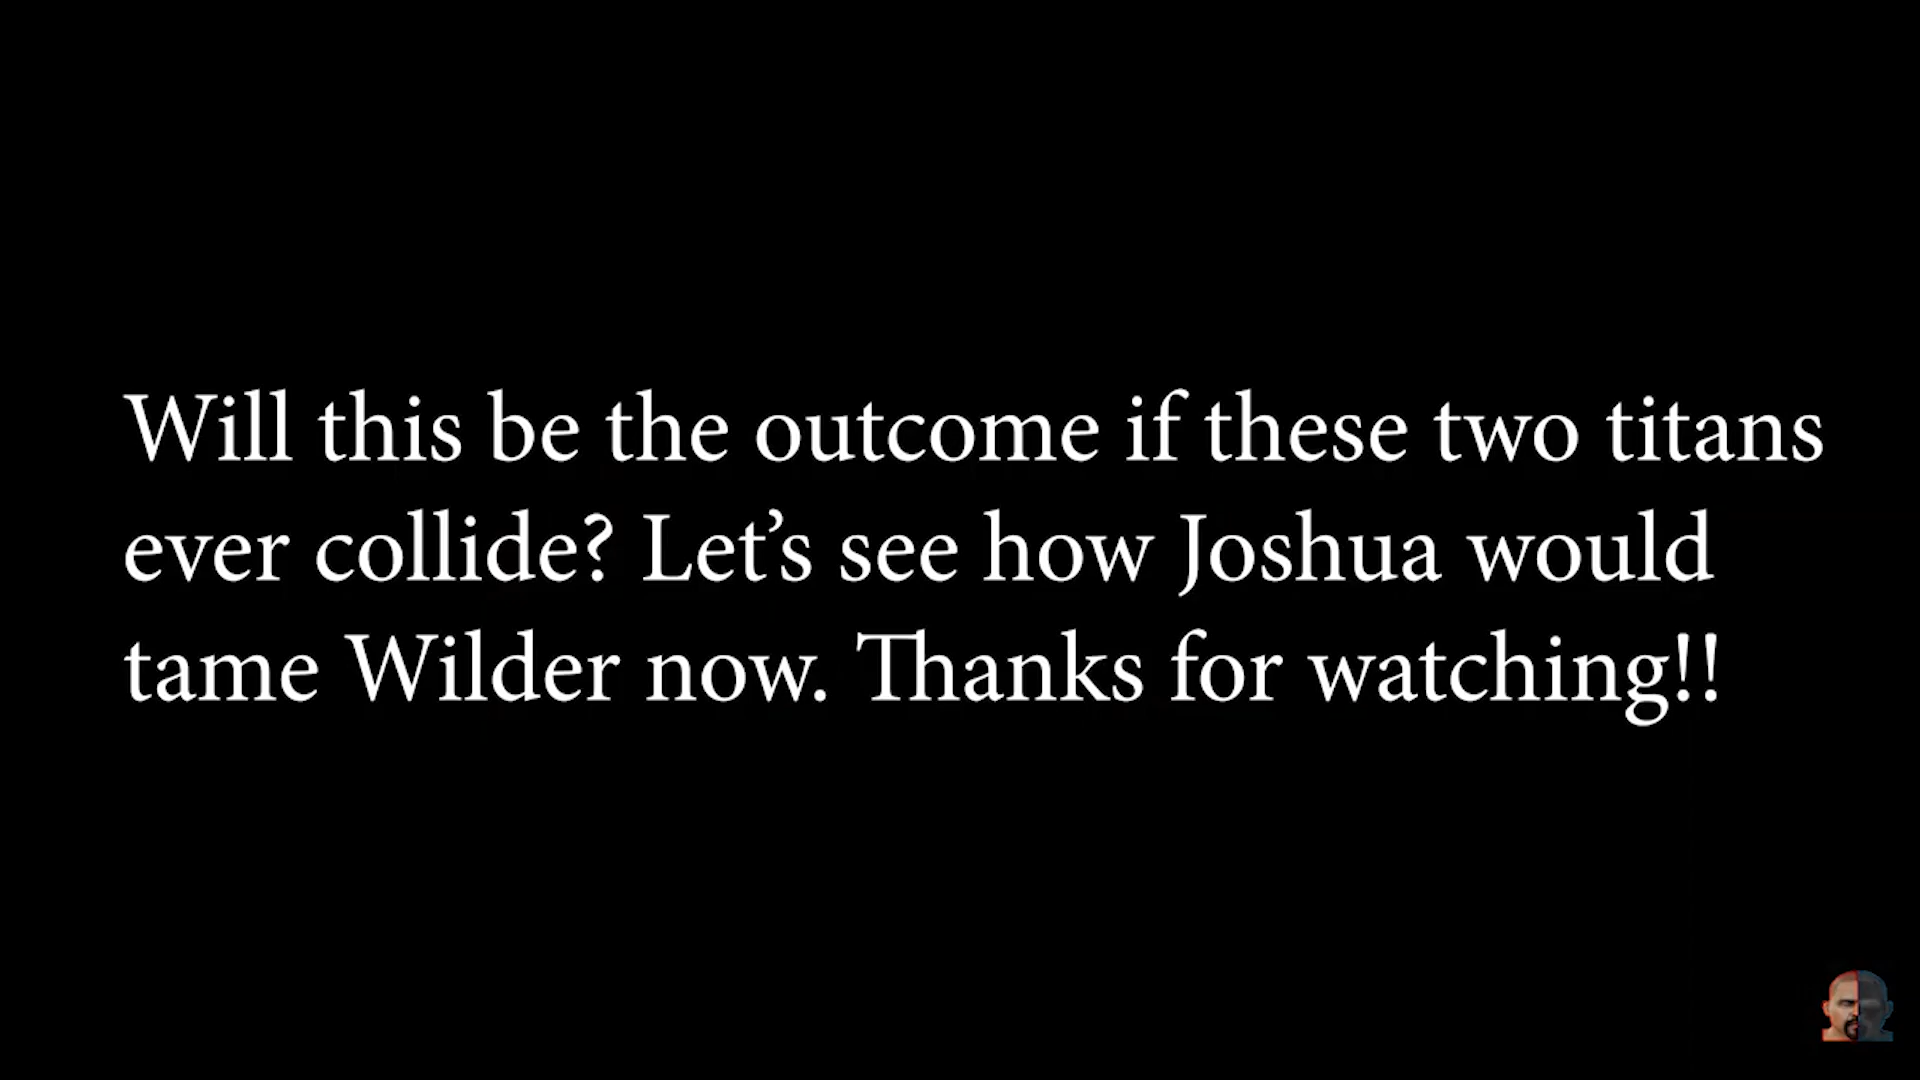 Will this be the outcome if these two titans
ever collide? Let’s see how Joshua would
tame Wilder now. Thanks for watching!!